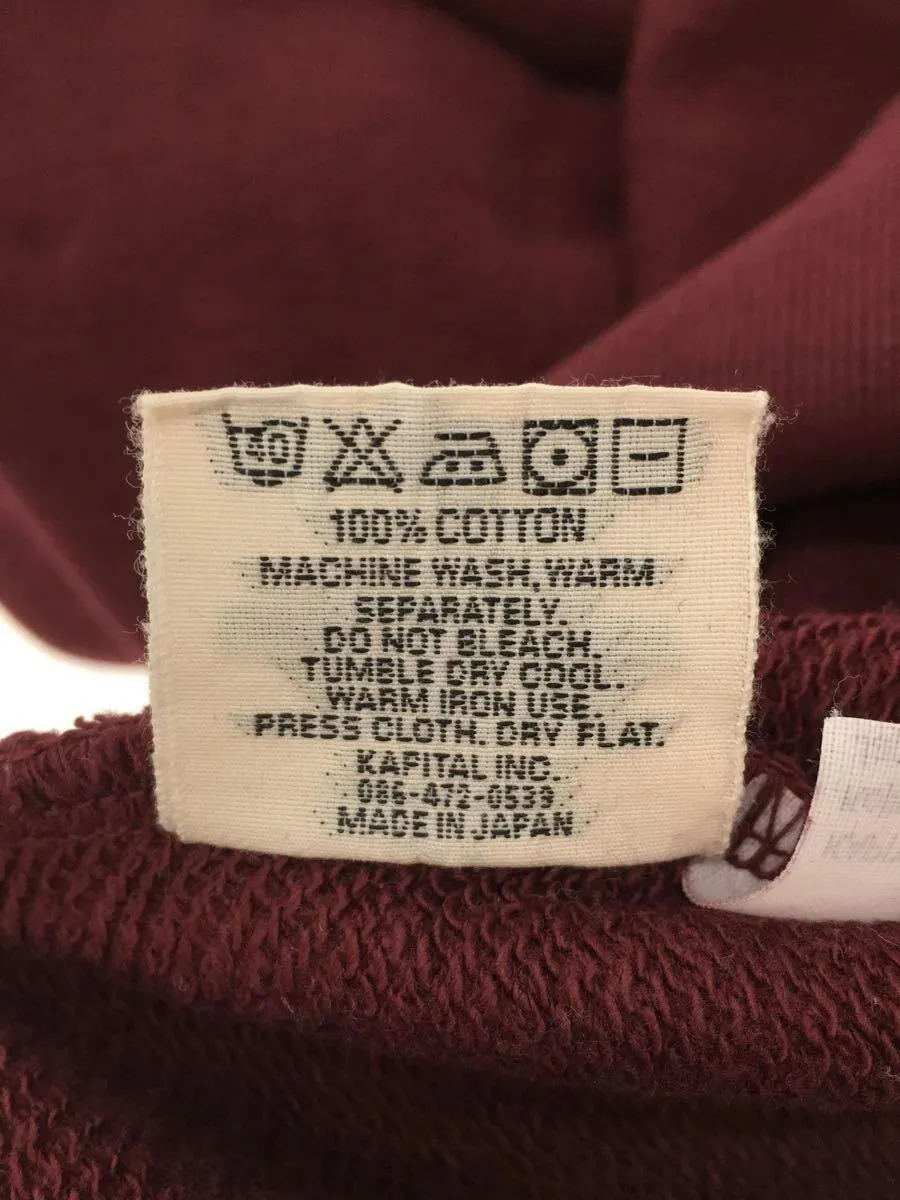 40
100% COTTON
MACHINE WASH, WARM
SEPARATELY.
DO NOT BLEACH.
TUMBLE DRY COOL.
WARM IRON USE.
PRESS CLOTH. DRY FLAT.
KAPITAL INC.
086-472-0533
MADE IN JAPAN